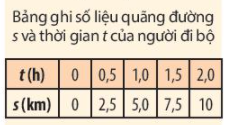 Bảng ghi số liệu quãng đường
s và thời gian t của người đi bộ
t (h) 0 0,5 1,0 1,5 2,0
s (km) 0 2,5 5,0 7,5 10